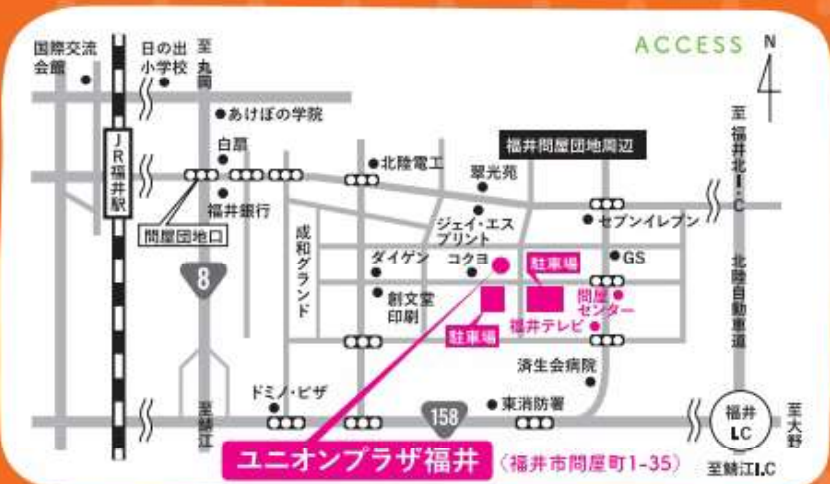 ACCESS
N
国際交流
会館
日の出
小学校
至丸岡
あけぼの学院
白扇
JR福井駅
福井銀行
問屋団地口
北陸電工
翠光苑
福井問屋団地周辺
至福井北I・C
セブンイレブン
ジェイ・エス
プリント
成和グランド
ダイゲン
コクヨ
駐車場
GS
8
創文堂
印刷
問屋
センター
福井テレビ
駐車場
北陸自動車道
済生会病院
ドミノ・ピザ
東消防署
158
至鯖江
福井
I.C
至大野
至鯖江I.C
ユニオンプラザ福井
(福井市問屋町1-35)